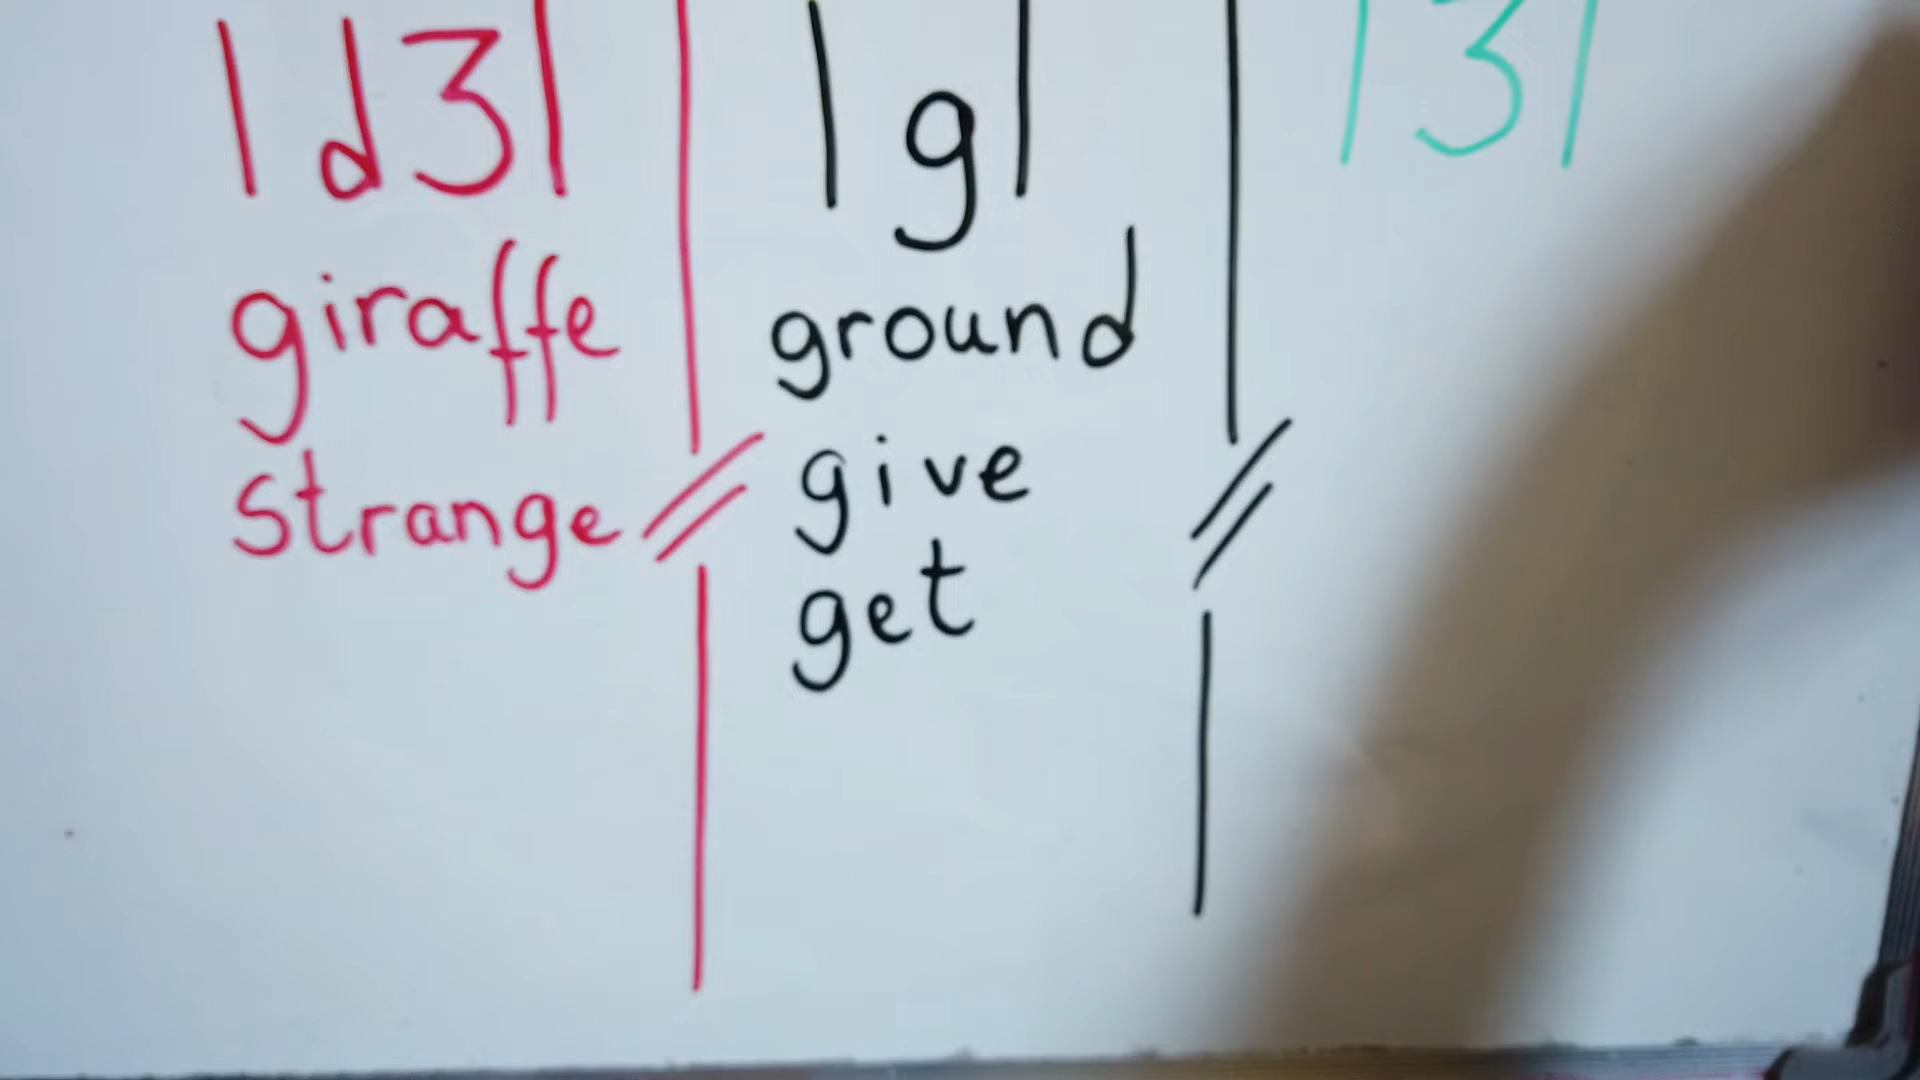 |dʒ|
giraffe
strange
|g|
ground
give
get
|ʒ|